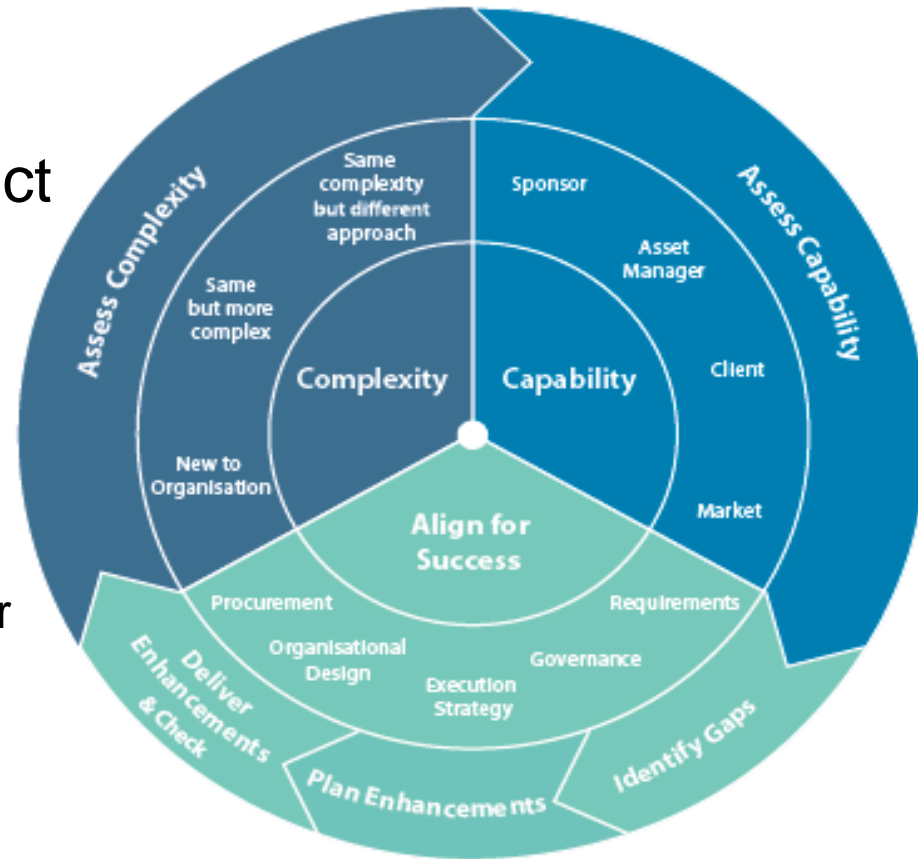 ct
r
Assess Complexity
Same
complexity
but different
approach
Same
but more
complex
New to
Organisation
Complexity
Assess Capability
Sponsor
Asset
Manager
Client
Market
Capability
Align for
Success
Requirements
Governance
Execution
Strategy
Organisational
Design
Procurement
Identify Gaps
Plan Enhancements
Deliver
Enhancements
& Check